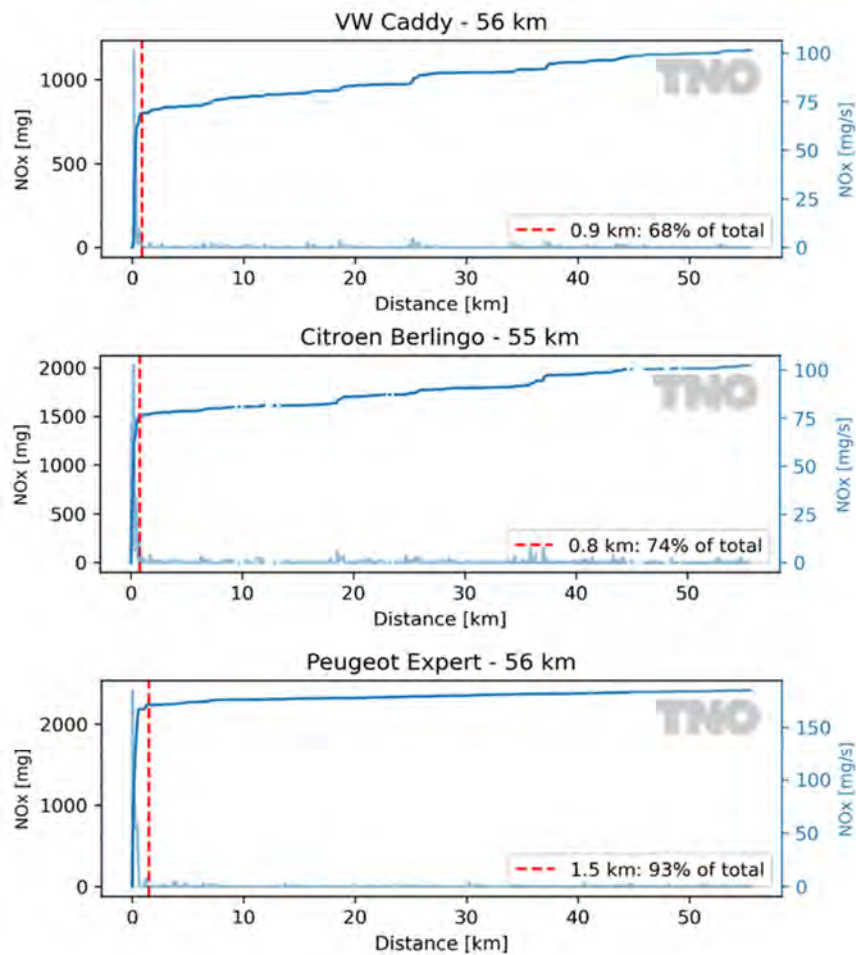 VW Caddy - 56 km
TNO
1000
500
0
NOx [mg]
100
75
50
25
0
NOx [mg/s]
0.9 km: 68% of total
0 10 20 30 40 50
Distance [km]
Citroen Berlingo - 55 km
TNO
2000
1500
1000
500
0
NOx [mg]
100
75
50
25
0
NOx [mg/s]
0.8 km: 74% of total
0 10 20 30 40 50
Distance [km]
Peugeot Expert - 56 km
TNO
2000
1000
0
NOx [mg]
150
100
50
0
NOx [mg/s]
1.5 km: 93% of total
0 10 20 30 40 50
Distance [km]